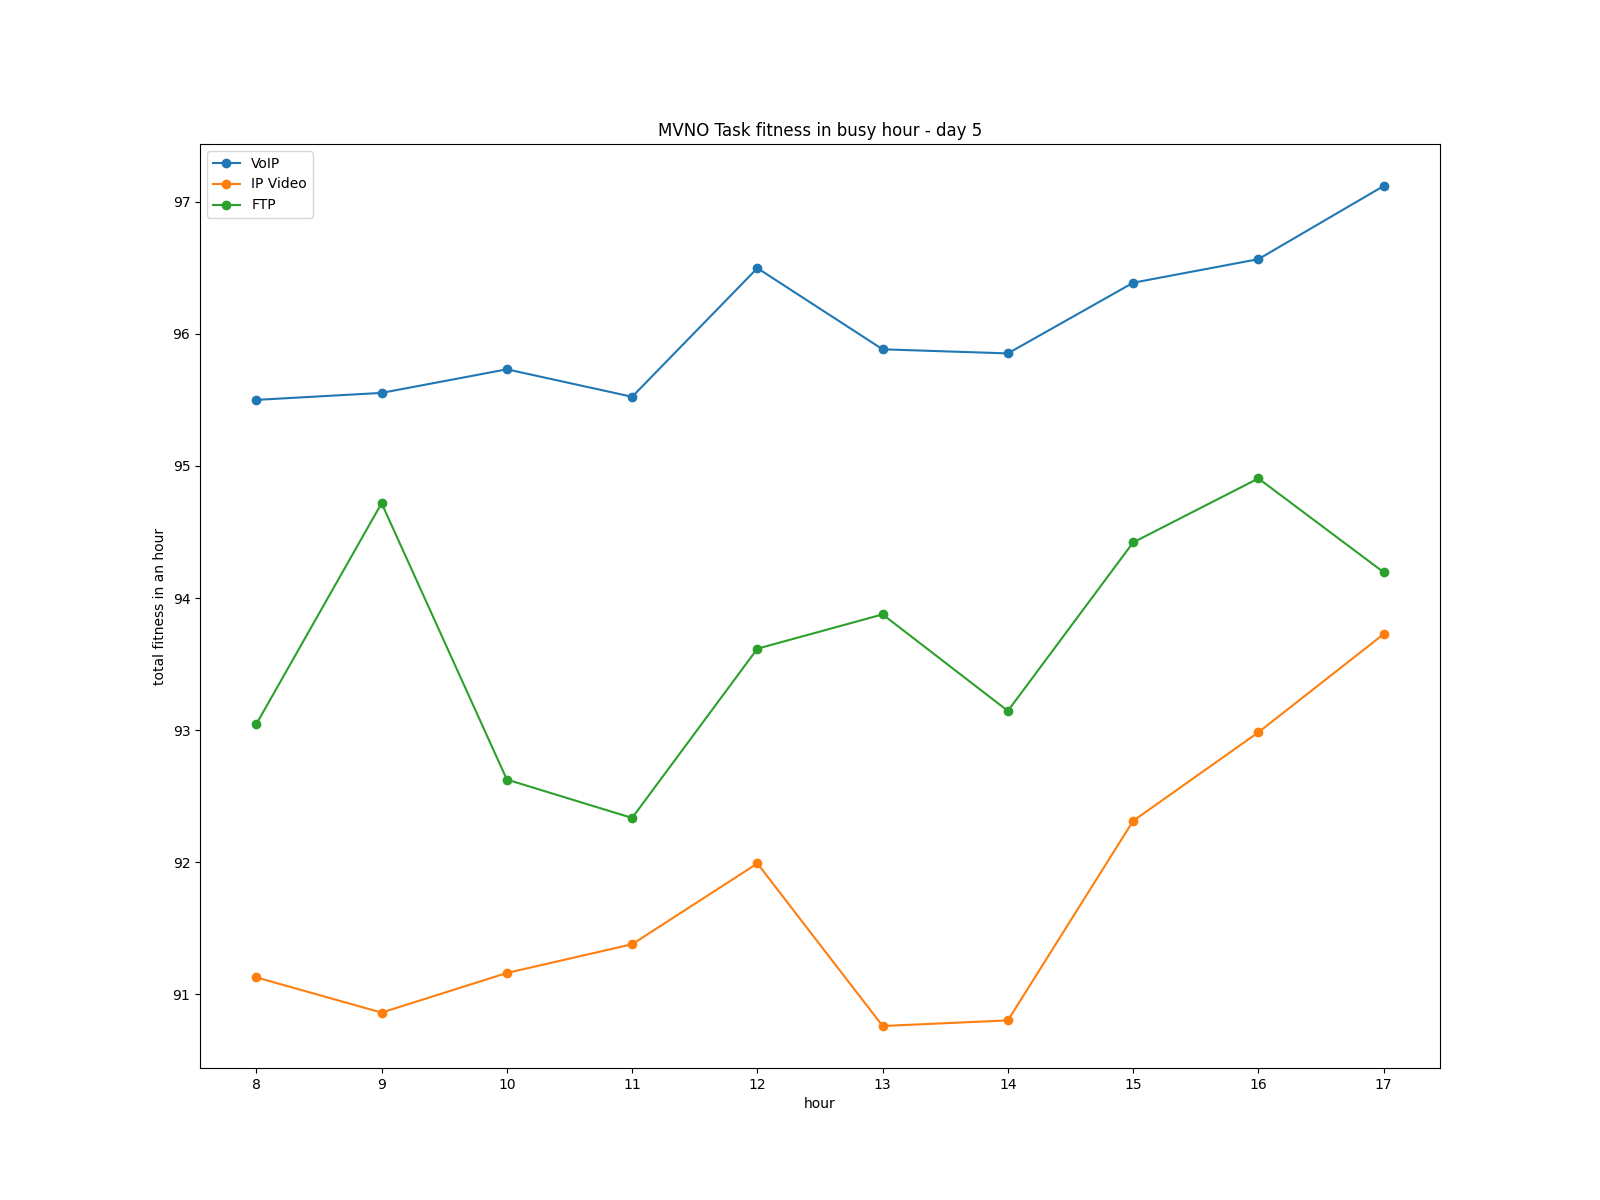 MVNO Task fitness in busy hour - day 5
VoIP
IP Video
FTP
97
96
95
94
93
92
91
total fitness in an hour
8 9 10 11 12 13 14 15 16 17
hour